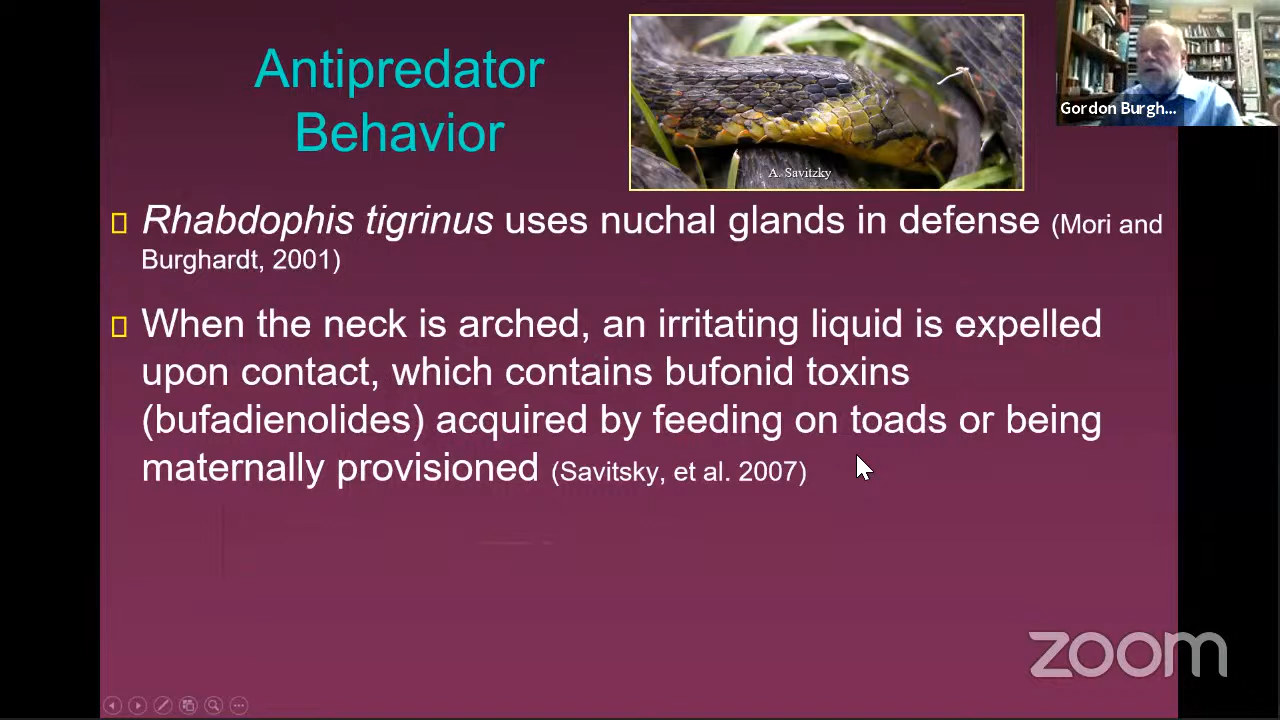 Antipredator
Behavior
A. Savitzky
Gordon Burgh...
Rhabdophis tigrinus uses nuchal glands in defense (Mori and
Burghardt, 2001)
When the neck is arched, an irritating liquid is expelled
upon contact, which contains bufonid toxins
(bufadienolides) acquired by feeding on toads or being
maternally provisioned (Savitsky, et al. 2007)
zoom